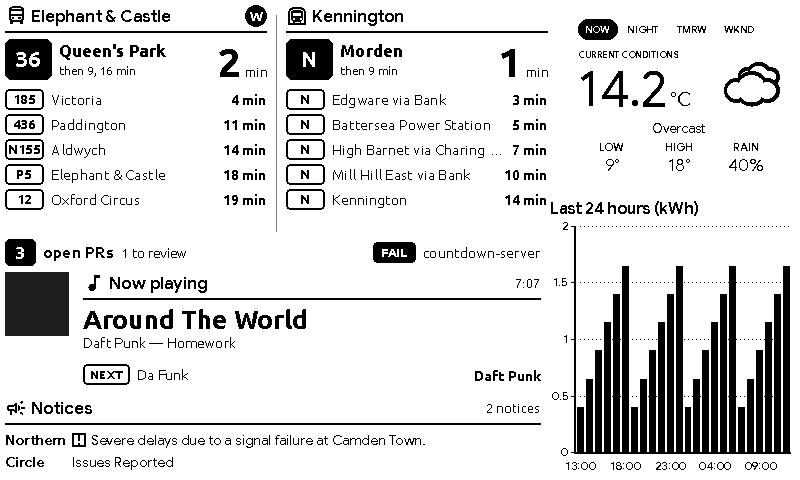 Elephant & Castle W
36 Queen's Park 2 min
then 9, 16 min
185 Victoria 4 min
436 Paddington 11 min
N155 Aldwych 14 min
P5 Elephant & Castle 18 min
12 Oxford Circus 19 min
Kennington
N Morden 1 min
then 9 min
N Edgware via Bank 3 min
N Battersea Power Station 5 min
N High Barnet via Charing ... 7 min
N Mill Hill East via Bank 10 min
N Kennington 14 min
NOW NIGHT TMRW WKND
CURRENT CONDITIONS
14.2°C
Overcast
LOW HIGH RAIN
9° 18° 40%
3 open PRs 1 to review
FAIL countdown-server
Now playing 7:07
Around The World
Daft Punk — Homework
NEXT Da Funk Daft Punk
Notices 2 notices
Northern ! Severe delays due to a signal failure at Camden Town.
Circle Issues Reported
Last 24 hours (kWh)
2
1.5
1
0.5
0
13:00 18:00 23:00 04:00 09:00